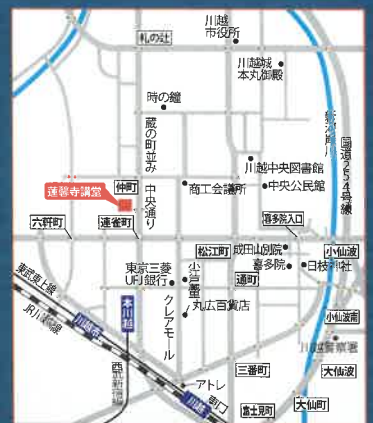 川越
市役所
札の辻
川越城
本丸御殿
時の鐘
蔵の町並み
新河岸川
国道254号線
川越中央図書館
蓮馨寺講堂
仲町
中央通り
商工会議所
中央公民館
六軒町
連雀町
喜多院入口
松江町
成田山別院
小仙波
喜多院
日枝神社
東武東上線
東京三菱
UFJ銀行
通町
JR川越線
川越市
本川越
クレアモール
丸広百貨店
小仙波南
川越警察署
西武新宿線
三番町
アトレ
小仙波
川越
東口
富士見町
大仙町